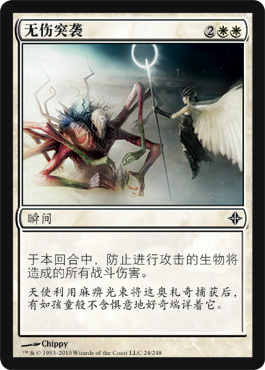 无伤突袭 2
瞬间
于本回合中，防止进行攻击的生物将
造成的所有战斗伤害。
天使利用麻痹光束将这奥札奇捕获后，
有如孩童般不含惧意地好奇端详着它。
Chippy
™ & © 1993–2010 Wizards of the Coast LLC 24/248